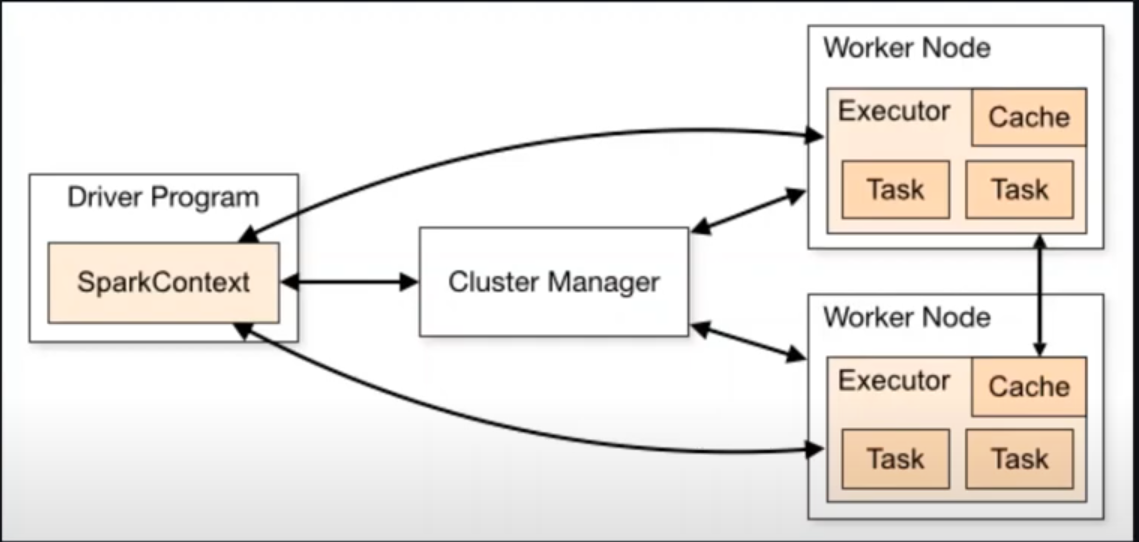 Driver Program
SparkContext
Cluster Manager
Worker Node
Executor
Cache
Task
Task
Worker Node
Executor
Cache
Task
Task